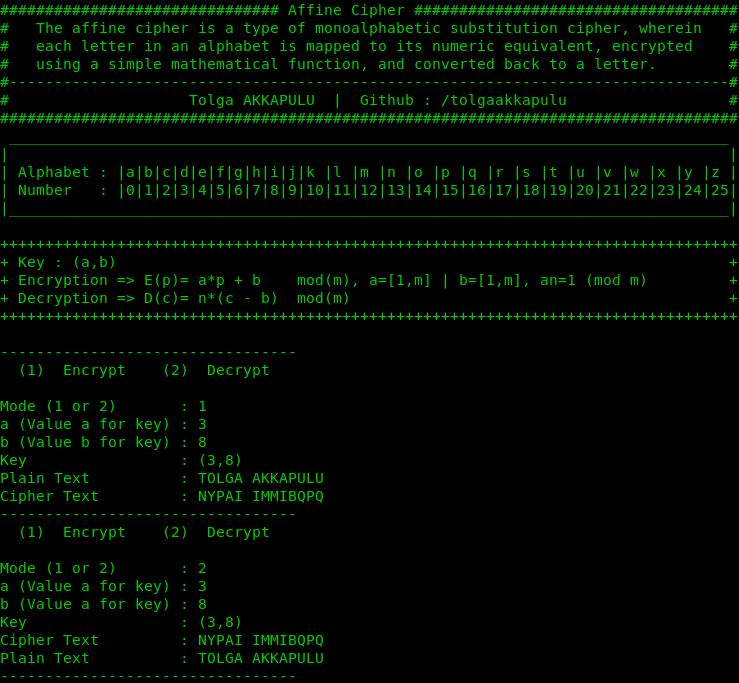 ############################### Affine Cipher ####################################
#   The affine cipher is a type of monoalphabetic substitution cipher, wherein   #
#   each letter in an alphabet is mapped to its numeric equivalent, encrypted    #
#   using a simple mathematical function, and converted back to a letter.        #
#--------------------------------------------------------------------------------#
#                    Tolga AKKAPULU  |  Github : /tolgaakkapulu                  #
##################################################################################
 ________________________________________________________________________________
|                                                                                |
| Alphabet : |a|b|c|d|e|f|g|h|i|j|k |l |m |n |o |p |q |r |s |t |u |v |w |x |y |z |
| Number   : |0|1|2|3|4|5|6|7|8|9|10|11|12|13|14|15|16|17|18|19|20|21|22|23|24|25|
|________________________________________________________________________________|

++++++++++++++++++++++++++++++++++++++++++++++++++++++++++++++++++++++++++++++++++
+ Key : (a,b)                                                                    +
+ Encryption => E(p)= a*p + b    mod(m), a=[1,m] | b=[1,m], an=1 (mod m)         +
+ Decryption => D(c)= n*(c - b)  mod(m)                                          +
++++++++++++++++++++++++++++++++++++++++++++++++++++++++++++++++++++++++++++++++++

---------------------------------
  (1)  Encrypt    (2)  Decrypt

Mode (1 or 2)       : 1
a (Value a for key) : 3
b (Value b for key) : 8
Key                 : (3,8)
Plain Text          : TOLGA AKKAPULU
Cipher Text         : NYPAI IMMIBQPQ
---------------------------------
  (1)  Encrypt    (2)  Decrypt

Mode (1 or 2)       : 2
a (Value a for key) : 3
b (Value a for key) : 8
Key                 : (3,8)
Cipher Text         : NYPAI IMMIBQPQ
Plain Text          : TOLGA AKKAPULU
---------------------------------